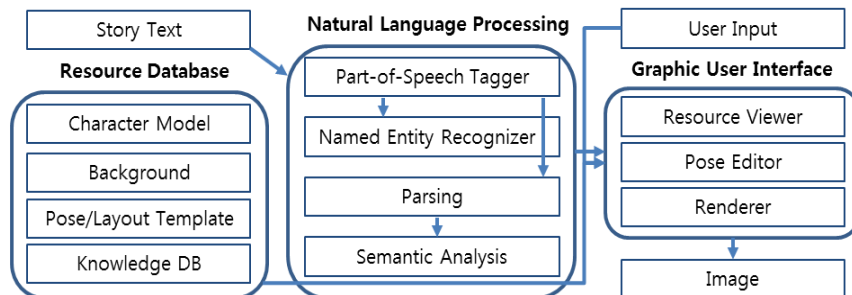 Story Text
Resource Database
Character Model
Background
Pose/Layout Template
Knowledge DB
Natural Language Processing
Part-of-Speech Tagger
Named Entity Recognizer
Parsing
Semantic Analysis
User Input
Graphic User Interface
Resource Viewer
Pose Editor
Renderer
Image